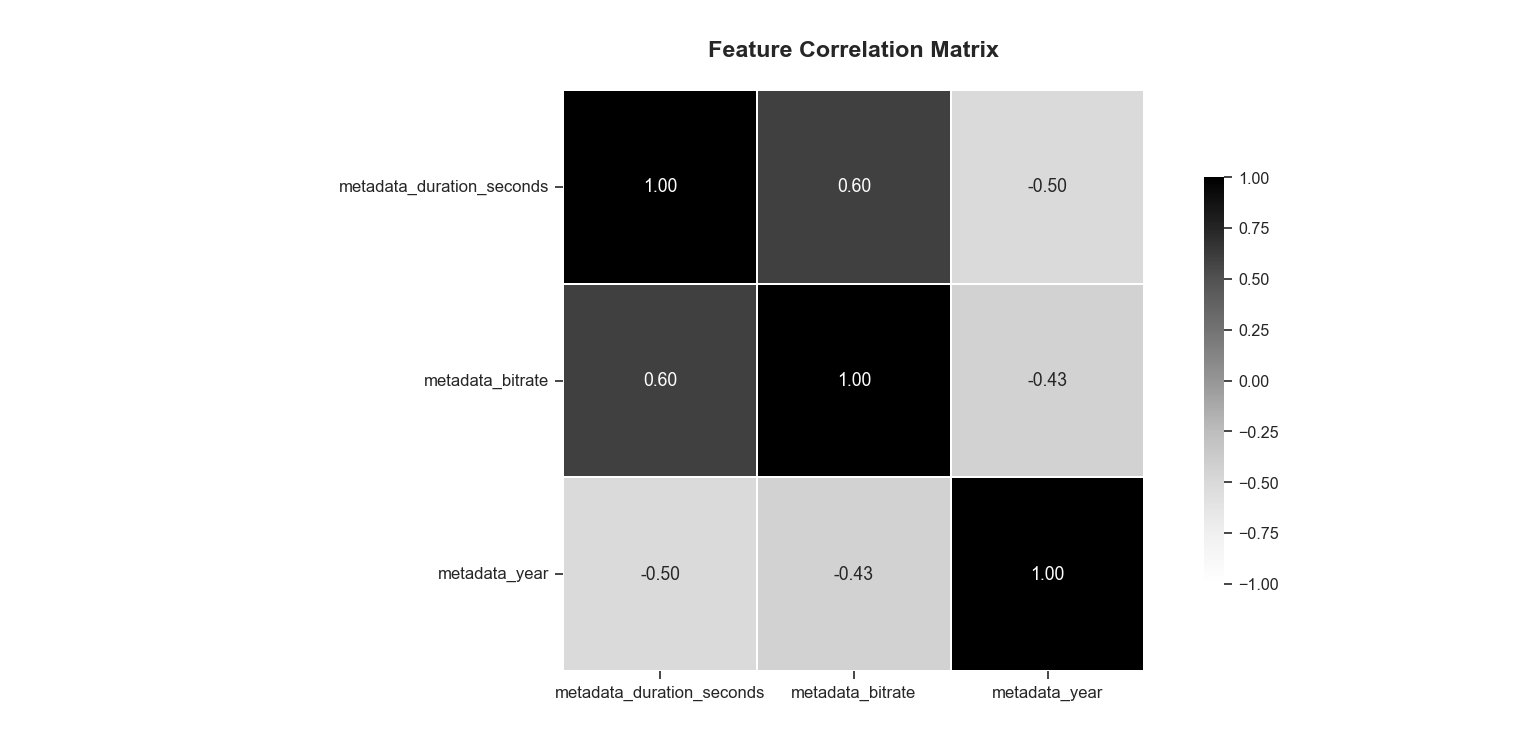 Feature Correlation Matrix
metadata_duration_seconds
1.00
0.60
-0.50
metadata_bitrate
0.60
1.00
-0.43
metadata_year
-0.50
-0.43
1.00
metadata_duration_seconds
metadata_bitrate
metadata_year
1.00
0.75
0.50
0.25
0.00
−0.25
−0.50
−0.75
−1.00